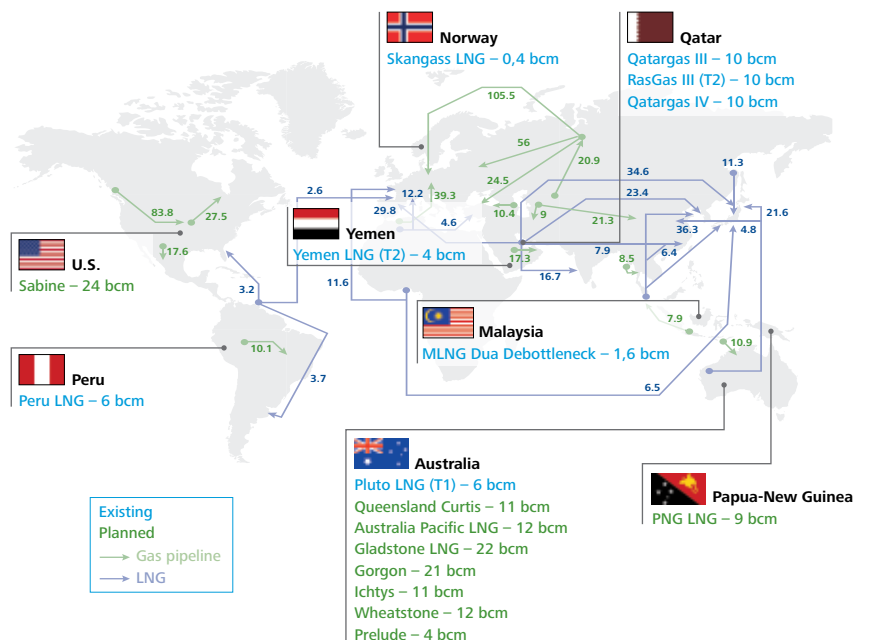 Norway
Skangass LNG – 0,4 bcm
Qatar
Qatargas III – 10 bcm
RasGas III (T2) – 10 bcm
Qatargas IV – 10 bcm
105.5
56
20.9
24.5
39.3
12.2
29.8
4.6
10.4
9
21.3
34.6
23.4
11.3
36.3
21.6
4.8
7.9
6.4
8.5
17.3
16.7
2.6
83.8
27.5
17.6
11.6
3.2
10.1
3.7
7.9
10.9
6.5
U.S.
Sabine – 24 bcm
Yemen
Yemen LNG (T2) – 4 bcm
Malaysia
MLNG Dua Debottleneck – 1,6 bcm
Peru
Peru LNG – 6 bcm
Australia
Pluto LNG (T1) – 6 bcm
Queensland Curtis – 11 bcm
Australia Pacific LNG – 12 bcm
Gladstone LNG – 22 bcm
Gorgon – 21 bcm
Ichtys – 11 bcm
Wheatstone – 12 bcm
Prelude – 4 bcm
Papua-New Guinea
PNG LNG – 9 bcm
Existing
Planned
Gas pipeline
LNG